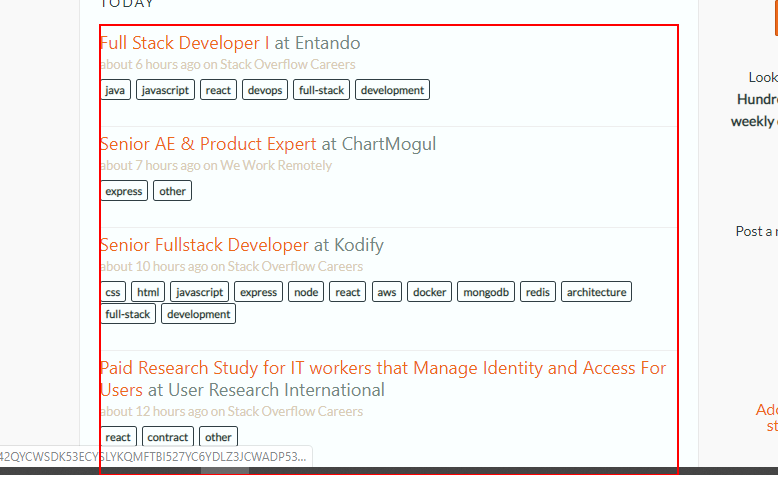 TODAY
Full Stack Developer I at Entando
about 6 hours ago on Stack Overflow Careers
java javascript react devops full-stack development
Senior AE & Product Expert at ChartMogul
about 7 hours ago on We Work Remotely
express other
Senior Fullstack Developer at Kodify
about 10 hours ago on Stack Overflow Careers
css html javascript express node react aws docker mongodb redis architecture
full-stack development
Paid Research Study for IT workers that Manage Identity and Access For
Users at User Research International
about 12 hours ago on Stack Overflow Careers
react contract other
42QYCWSDK53ECYSLYKQMFTBI527YC6YDLZ3JCWADP53...
Look
Hundre
weekly
Post a
Add
st